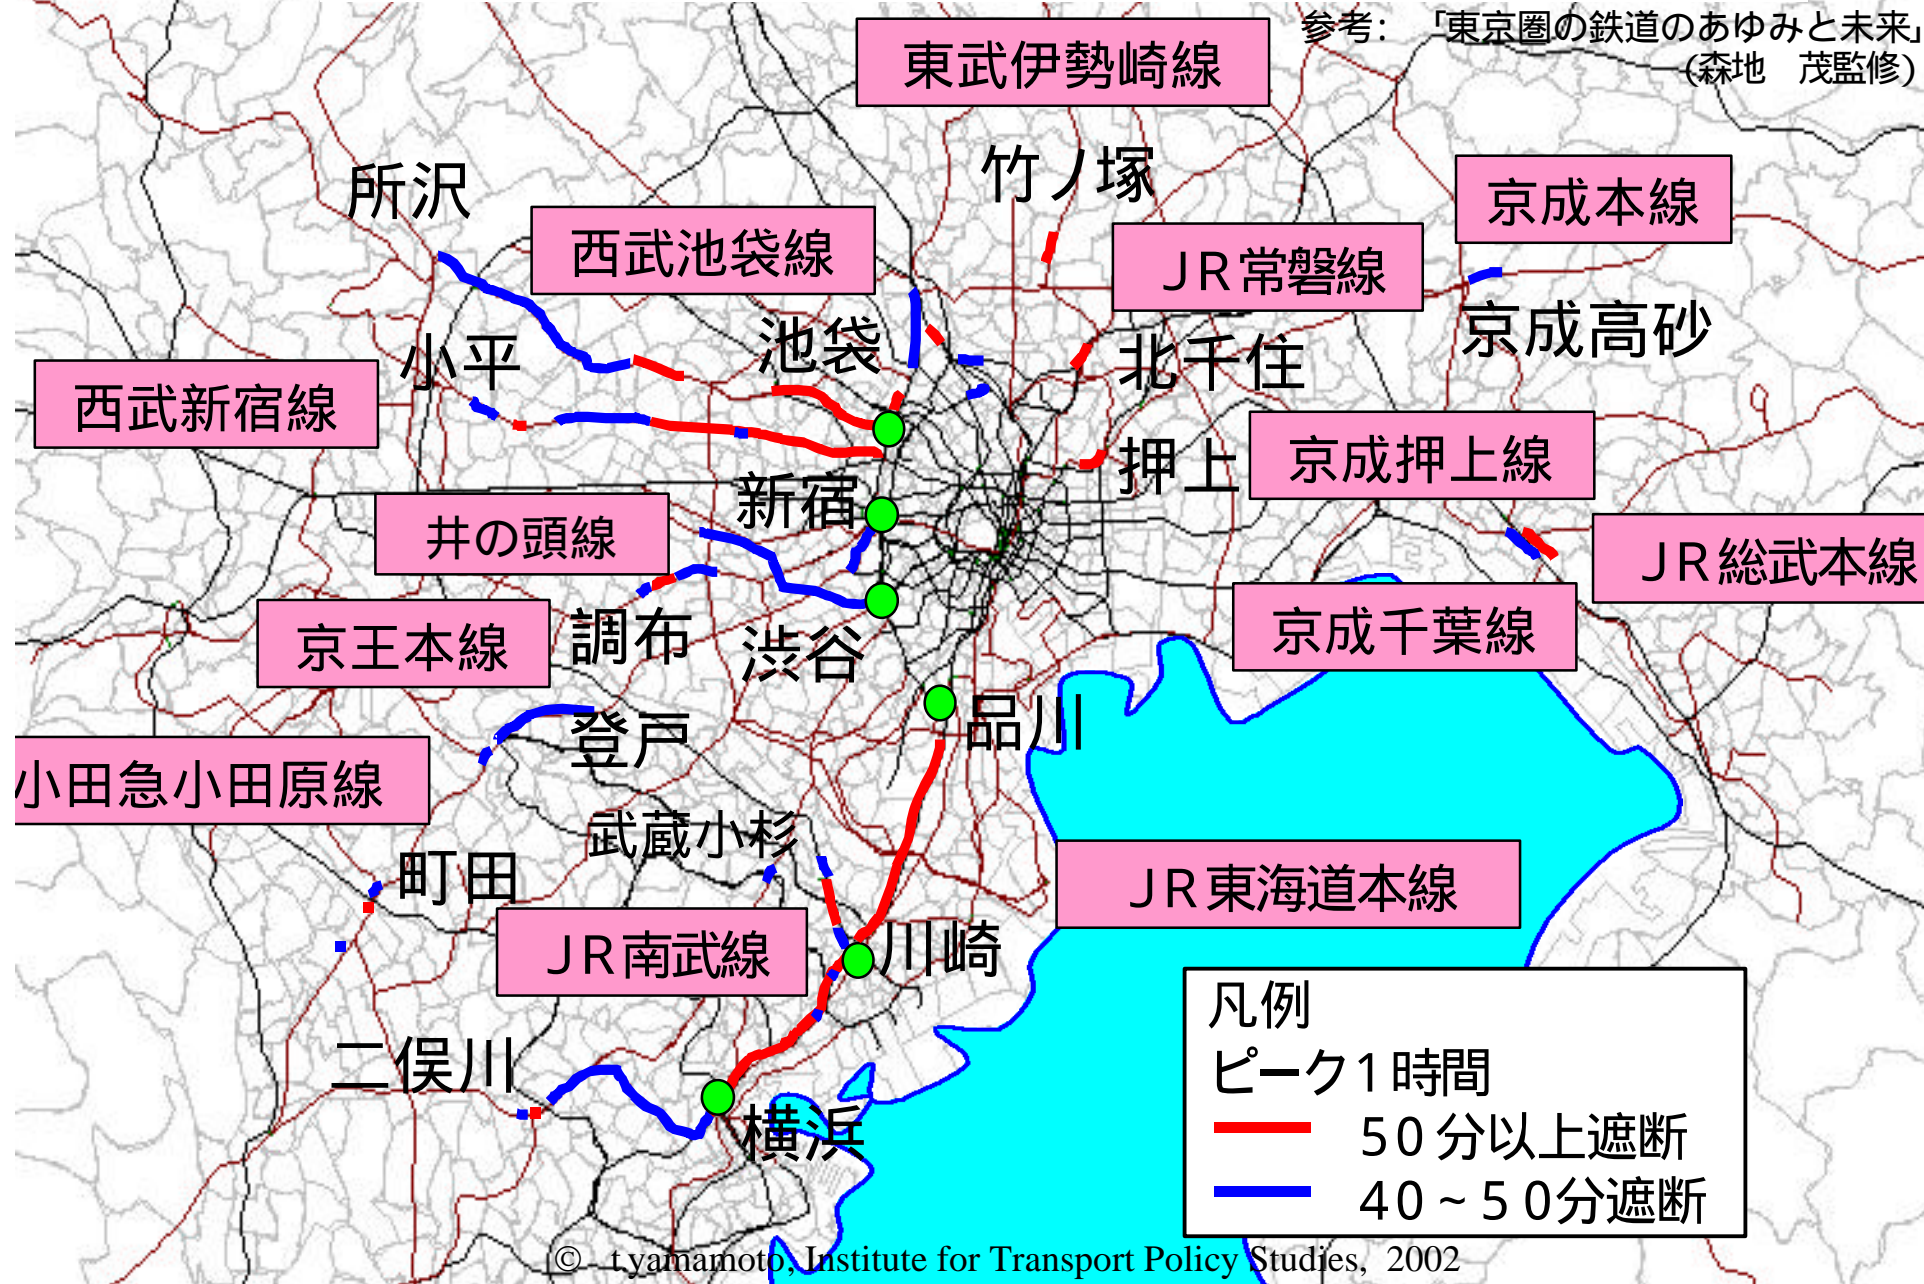 参考： 「東京圏の鉄道のあゆみと未来」
(森地　茂監修)
東武伊勢崎線
所沢
竹ノ塚
京成本線
西武池袋線
ＪＲ常磐線
京成高砂
池袋
小平
北千住
西武新宿線
押上
京成押上線
新宿
井の頭線
ＪＲ総武本線
京王本線
調布
渋谷
京成千葉線
登戸
品川
小田急小田原線
武蔵小杉
町田
ＪＲ東海道本線
ＪＲ南武線
川崎
二俣川
横浜
凡例
ピーク１時間
５０分以上遮断
４０～５０分遮断
© t.yamamoto, Institute for Transport Policy Studies, 2002